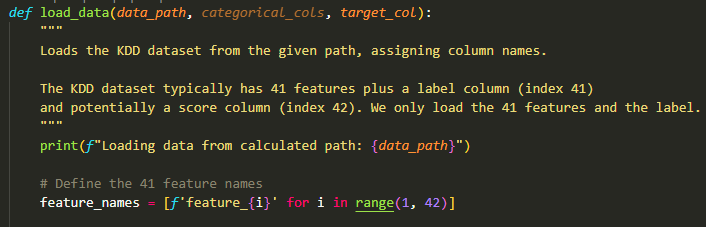 def load_data(data_path, categorical_cols, target_col):
    """
    Loads the KDD dataset from the given path, assigning column names.

    The KDD dataset typically has 41 features plus a label column (index 41)
    and potentially a score column (index 42). We only load the 41 features and the label.
    """
    print(f"Loading data from calculated path: {data_path}")

    # Define the 41 feature names
    feature_names = [f'feature_{i}' for i in range(1, 42)]